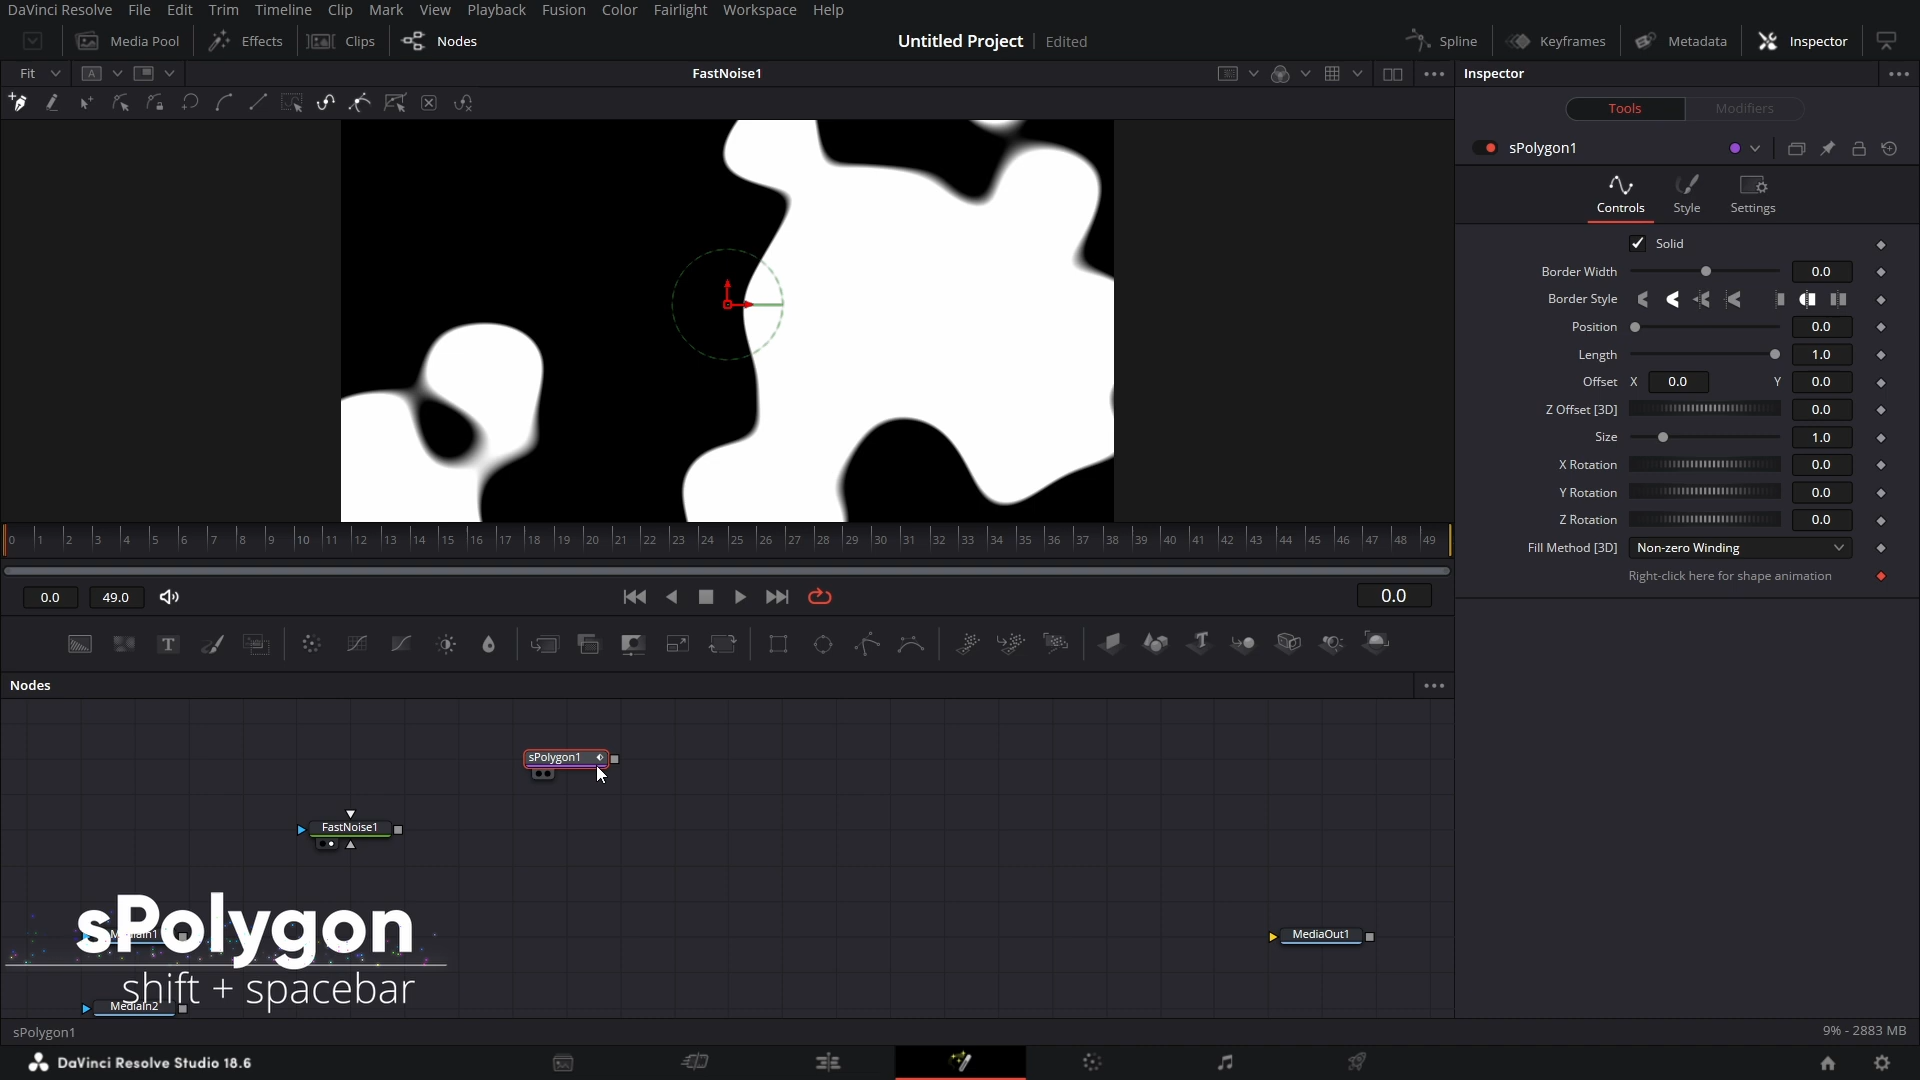 DaVinci Resolve File Edit Trim Timeline Clip Mark View Playback Fusion Color Fairlight Workspace Help
Media Pool Effects Clips Nodes Untitled Project Edited Spline Keyframes Metadata Inspector
Fit A FastNoise1 Inspector
Tools Modifiers
sPolygon1
Controls Style Settings
Solid
Border Width 0.0
Border Style
Position 0.0
Length 1.0
Offset X 0.0 Y 0.0
Z Offset [3D] 0.0
Size 1.0
X Rotation 0.0
Y Rotation 0.0
Z Rotation 0.0
Fill Method [3D] Non-zero Winding
Right-click here for shape animation
0 1 2 3 4 5 6 7 8 9 10 11 12 13 14 15 16 17 18 19 20 21 22 23 24 25 26 27 28 29 30 31 32 33 34 35 36 37 38 39 40 41 42 43 44 45 46 47 48 49
0.0 49.0 0.0
T T
Nodes
sPolygon1
FastNoise1
sPolygon
MediaIn1
MediaOut1
shift + spacebar
MediaIn2
sPolygon1 9% - 2883 MB
DaVinci Resolve Studio 18.6